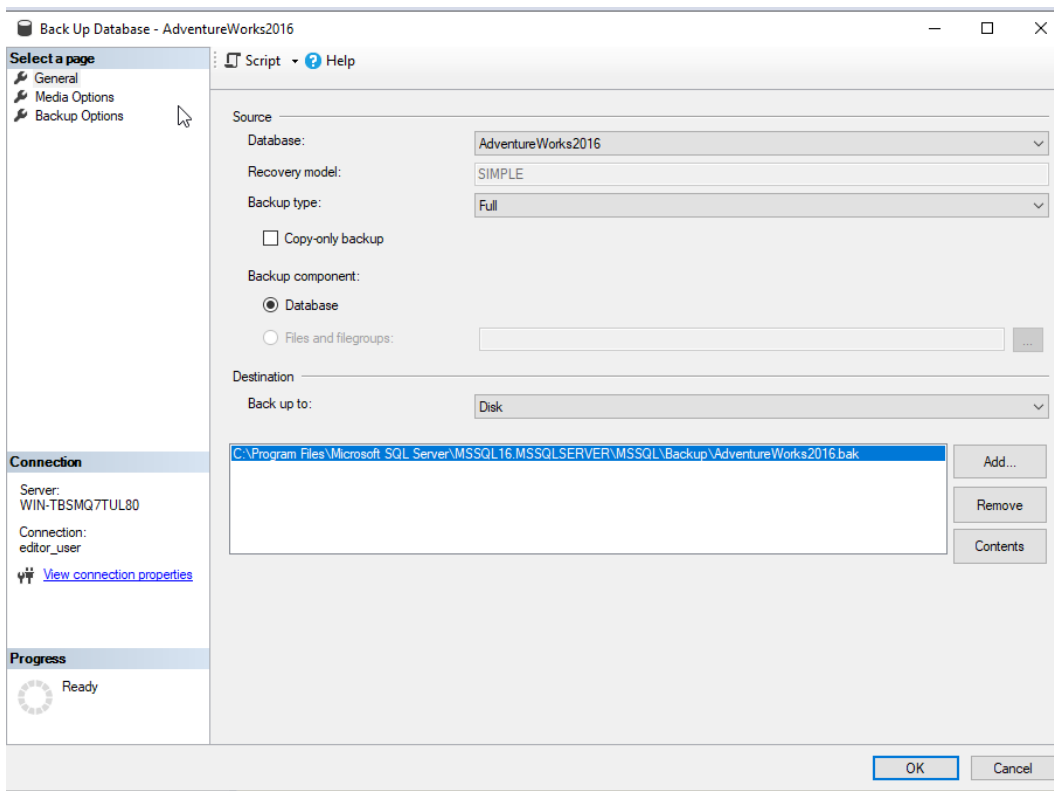 Back Up Database - AdventureWorks2016
Select a page
General
Media Options
Backup Options
Script
Help
Source
Database: AdventureWorks2016
Recovery model: SIMPLE
Backup type: Full
Copy-only backup
Backup component:
Database
Files and filegroups: ...
Destination
Back up to: Disk
C:\Program Files\Microsoft SQL Server\MSSQL16.MSSQLSERVER\MSSQL\Backup\AdventureWorks2016.bak
Add...
Remove
Contents
Connection
Server:
WIN-TBSMQ7TUL80
Connection:
editor_user
View connection properties
Progress
Ready
OK
Cancel